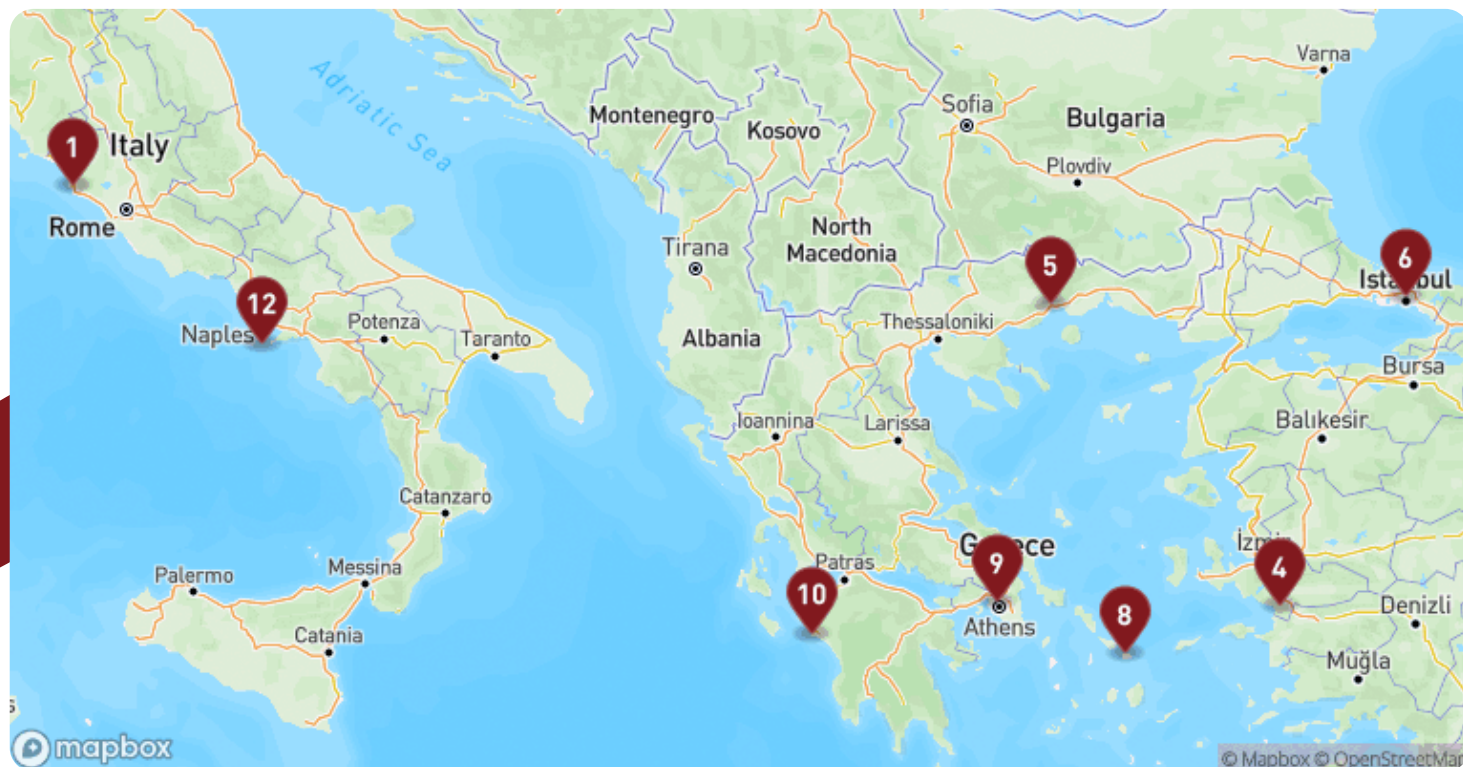 Varna
Adriatic Sea
Sofia
Montenegro
Bulgaria
Kosovo
1
Italy
Plovdiv
Rome
North
Macedonia
Tirana
5
6
Istanbul
12
Naples
Potenza
Taranto
Albania
Thessaloniki
Bursa
Ioannina
Larissa
Balıkesir
Catanzaro
Greece
İzmir
Palermo
Messina
Patras
9
4
10
8
Denizli
Athens
Catania
Muğla
s
mapbox
© Mapbox © OpenStreetMap